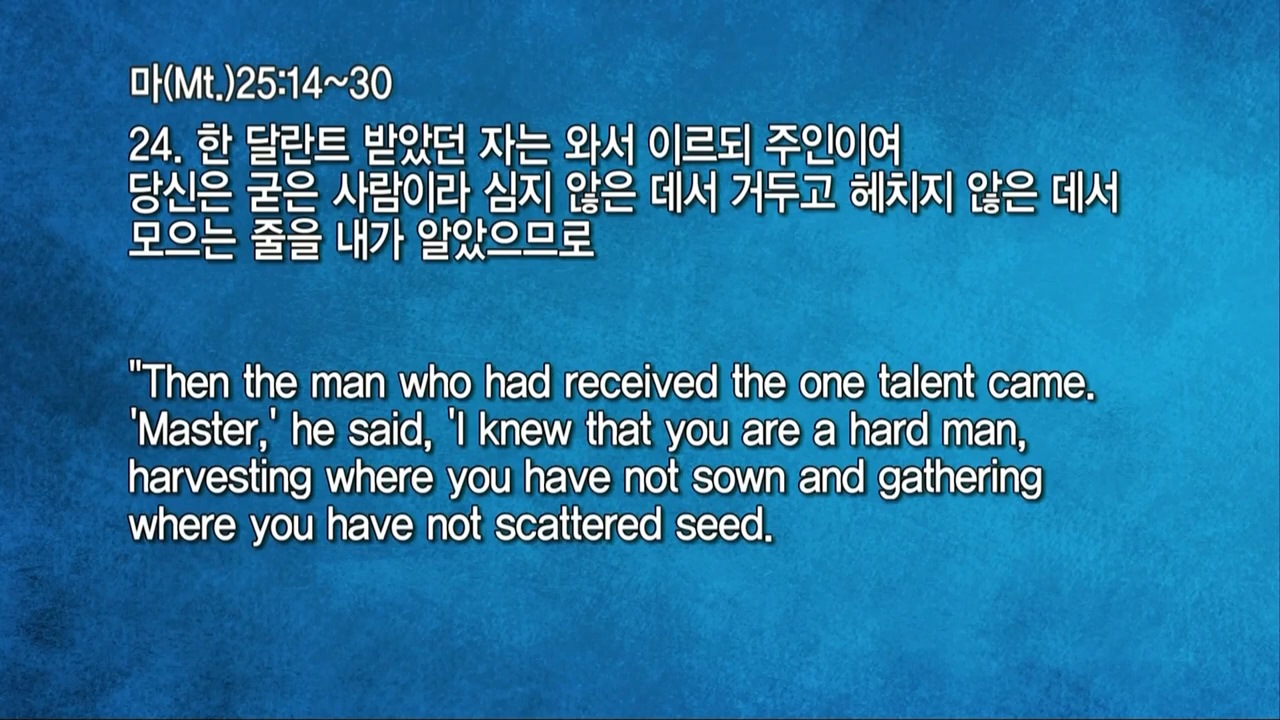 마(Mt.)25:14~30
24. 한 달란트 받았던 자는 와서 이르되 주인이여
당신은 굳은 사람이라 심지 않은 데서 거두고 헤치지 않은 데서
모으는 줄을 내가 알았으므로
"Then the man who had received the one talent came.
'Master,' he said, 'I knew that you are a hard man,
harvesting where you have not sown and gathering
where you have not scattered seed.